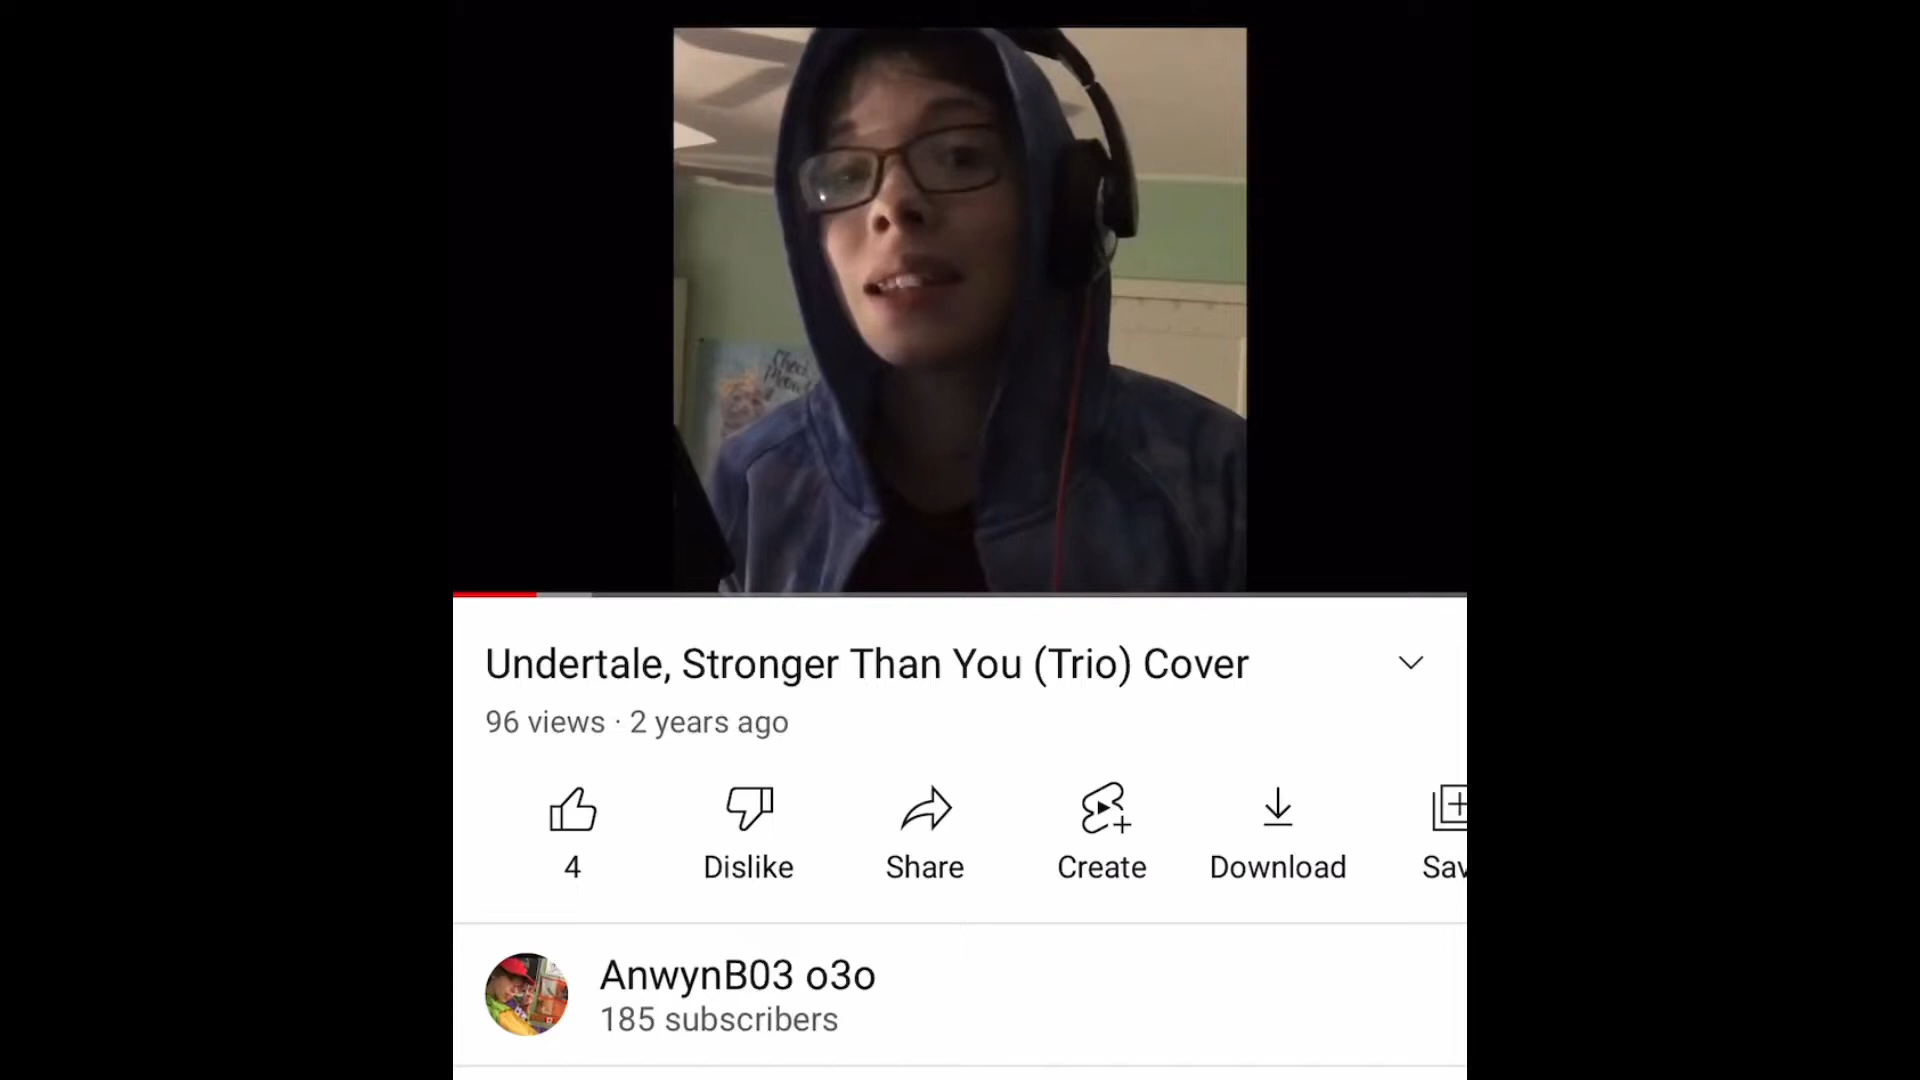 Undertale, Stronger Than You (Trio) Cover
96 views · 2 years ago
4
Dislike
Share
Create
Download
Sav
AnwynB03 o3o
185 subscribers